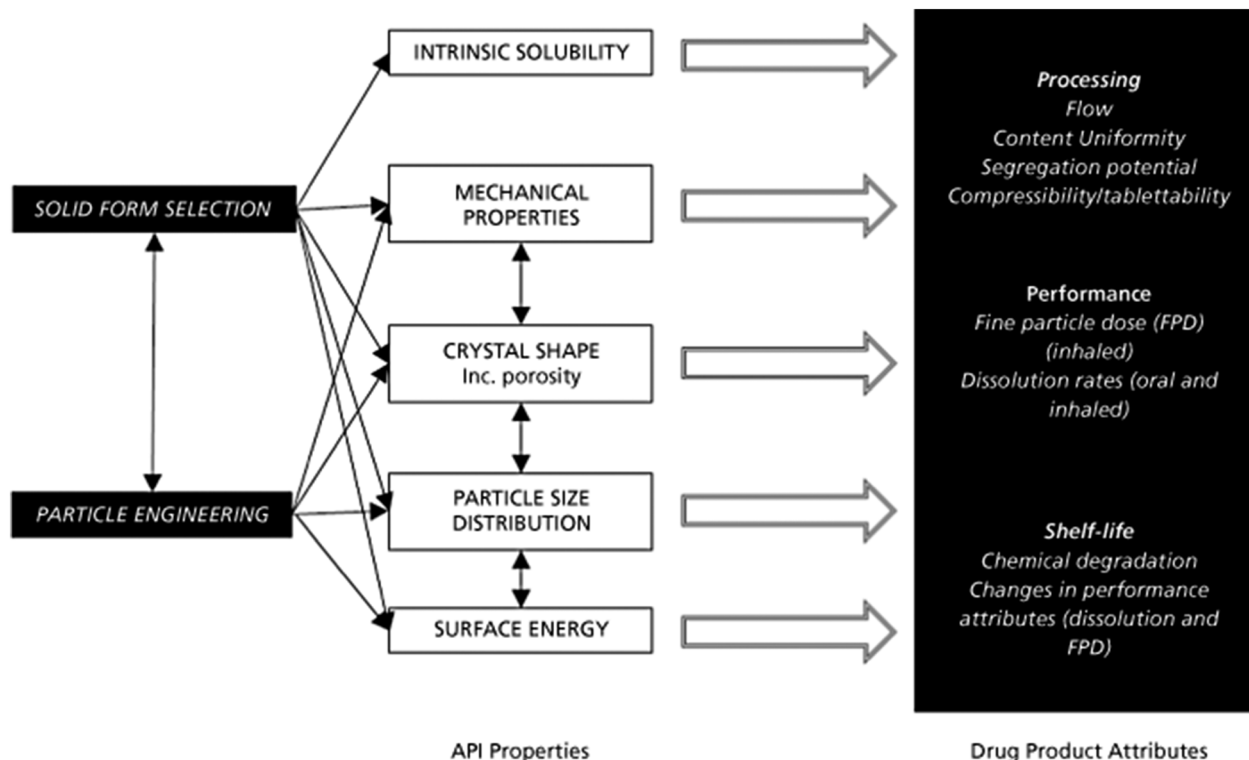 SOLID FORM SELECTION
PARTICLE ENGINEERING
INTRINSIC SOLUBILITY
MECHANICAL
PROPERTIES
CRYSTAL SHAPE
Inc. porosity
PARTICLE SIZE
DISTRIBUTION
SURFACE ENERGY
API Properties
Processing
Flow
Content Uniformity
Segregation potential
Compressibility/tablettability
Performance
Fine particle dose (FPD)
(inhaled)
Dissolution rates (oral and
inhaled)
Shelf-life
Chemical degradation
Changes in performance
attributes (dissolution and
FPD)
Drug Product Attributes